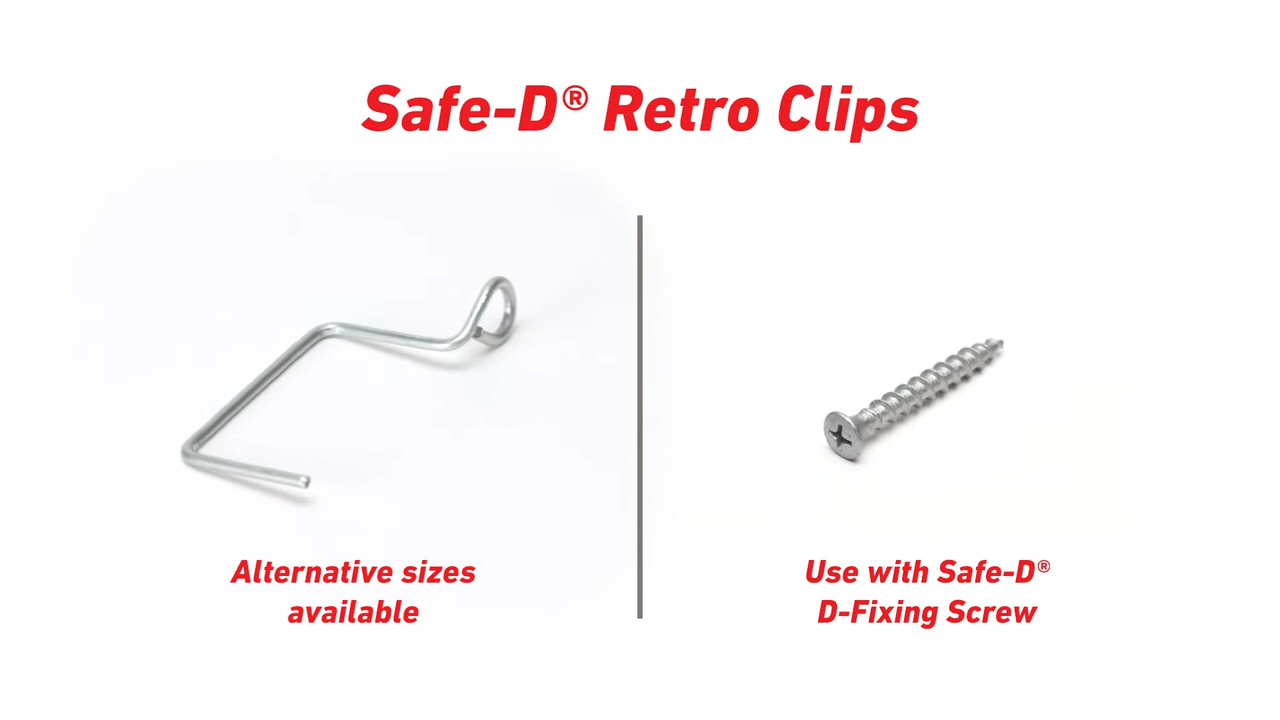 Safe-D® Retro Clips
Alternative sizes
available
Use with Safe-D®
D-Fixing Screw